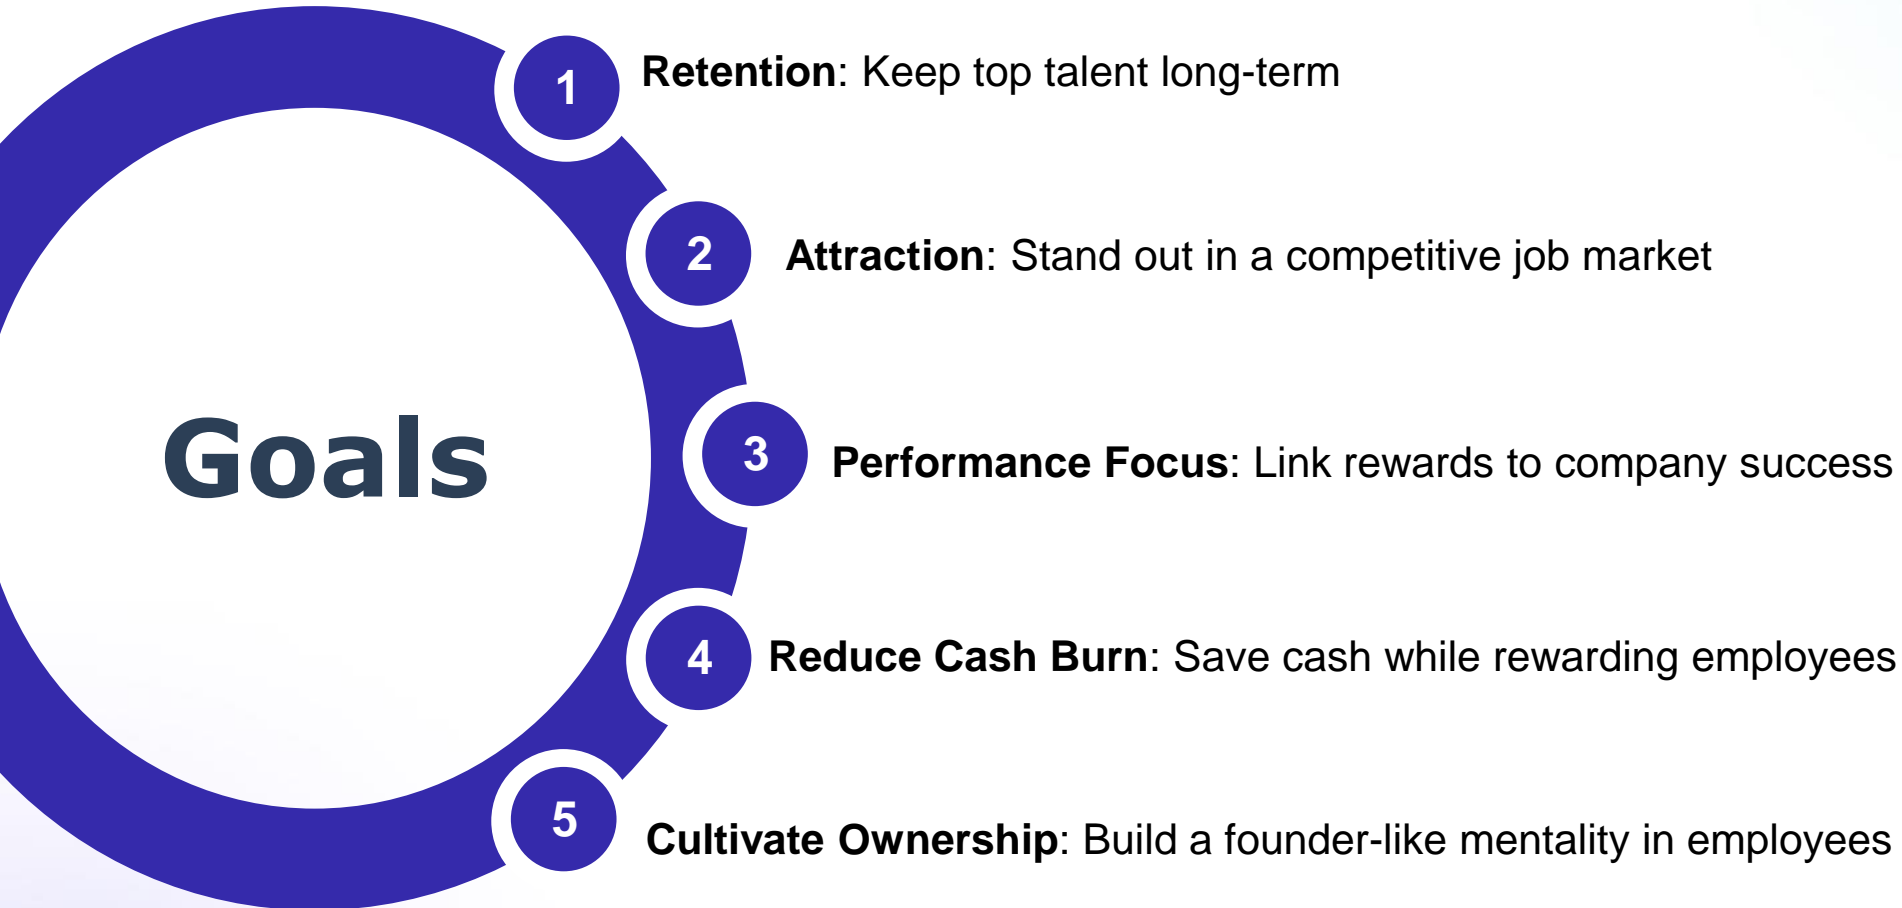 Goals
1
Retention: Keep top talent long-term
2
Attraction: Stand out in a competitive job market
3
Performance Focus: Link rewards to company success
4
Reduce Cash Burn: Save cash while rewarding employees
5
Cultivate Ownership: Build a founder-like mentality in employees